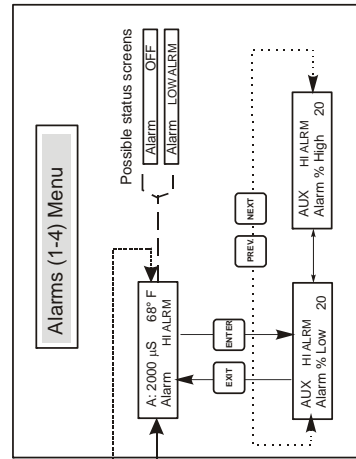 Alarms (1-4) Menu
Possible status screens
Alarm OFF
Alarm LOW ALRM
A: 2000 µS 68° F
Alarm HI ALRM
EXIT
ENTER
PREV.
NEXT
AUX HI ALRM
Alarm % Low 20
AUX HI ALRM
Alarm % High 20